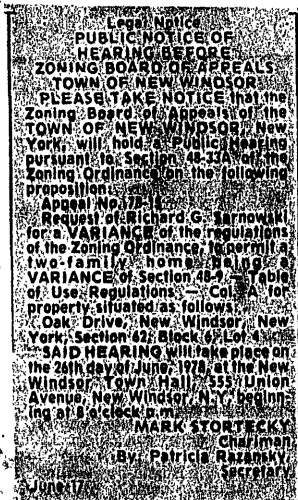 Legal Notice
PUBLIC NOTICE OF
HEARING BEFORE
ZONING BOARD OF APPEALS
TOWN OF NEW WINDSOR
PLEASE TAKE NOTICE that the
Zoning Board of Appeals of the
TOWN OF NEW WINDSOR, New
York, will hold a Public Hearing
pursuant to Section 48-33A of the
Zoning Ordinance on the following
proposition:
Appeal No.
Request of Richard G. Sarnowski
for a VARIANCE of the regulations
of the Zoning Ordinance, to permit a
two-family home being a
VARIANCE of Section 48-9 — Table
of Use Regulations — Col. A for
property situated as follows:
Oak Drive, New Windsor, New
York, Section 62, Block 6, Lot 4
SAID HEARING will take place on
the 26th day of June, 1978, at the New
Windsor Town Hall, 555 Union
Avenue, New Windsor, N.Y. beginn-
ing at 8 o'clock p.m.
MARK STORTECKY,
Chariman
By: Patricia Razansky,
Secretary
June 17